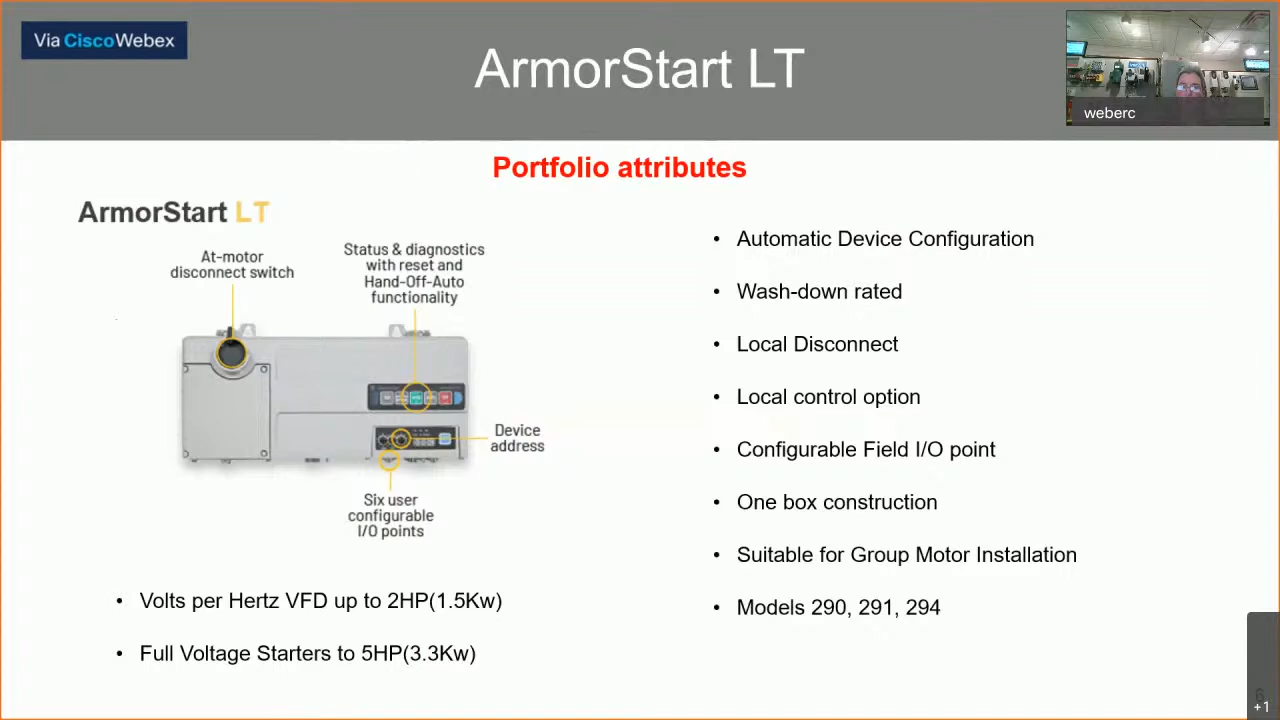 Via CiscoWebex
ArmorStart LT
weberc
Portfolio attributes
ArmorStart LT
At-motor
disconnect switch
Status & diagnostics
with reset and
Hand-Off-Auto
functionality
Device
address
Six user
configurable
I/O points
• Volts per Hertz VFD up to 2HP(1.5Kw)
• Full Voltage Starters to 5HP(3.3Kw)
• Automatic Device Configuration
• Wash-down rated
• Local Disconnect
• Local control option
• Configurable Field I/O point
• One box construction
• Suitable for Group Motor Installation
• Models 290, 291, 294
6
+1